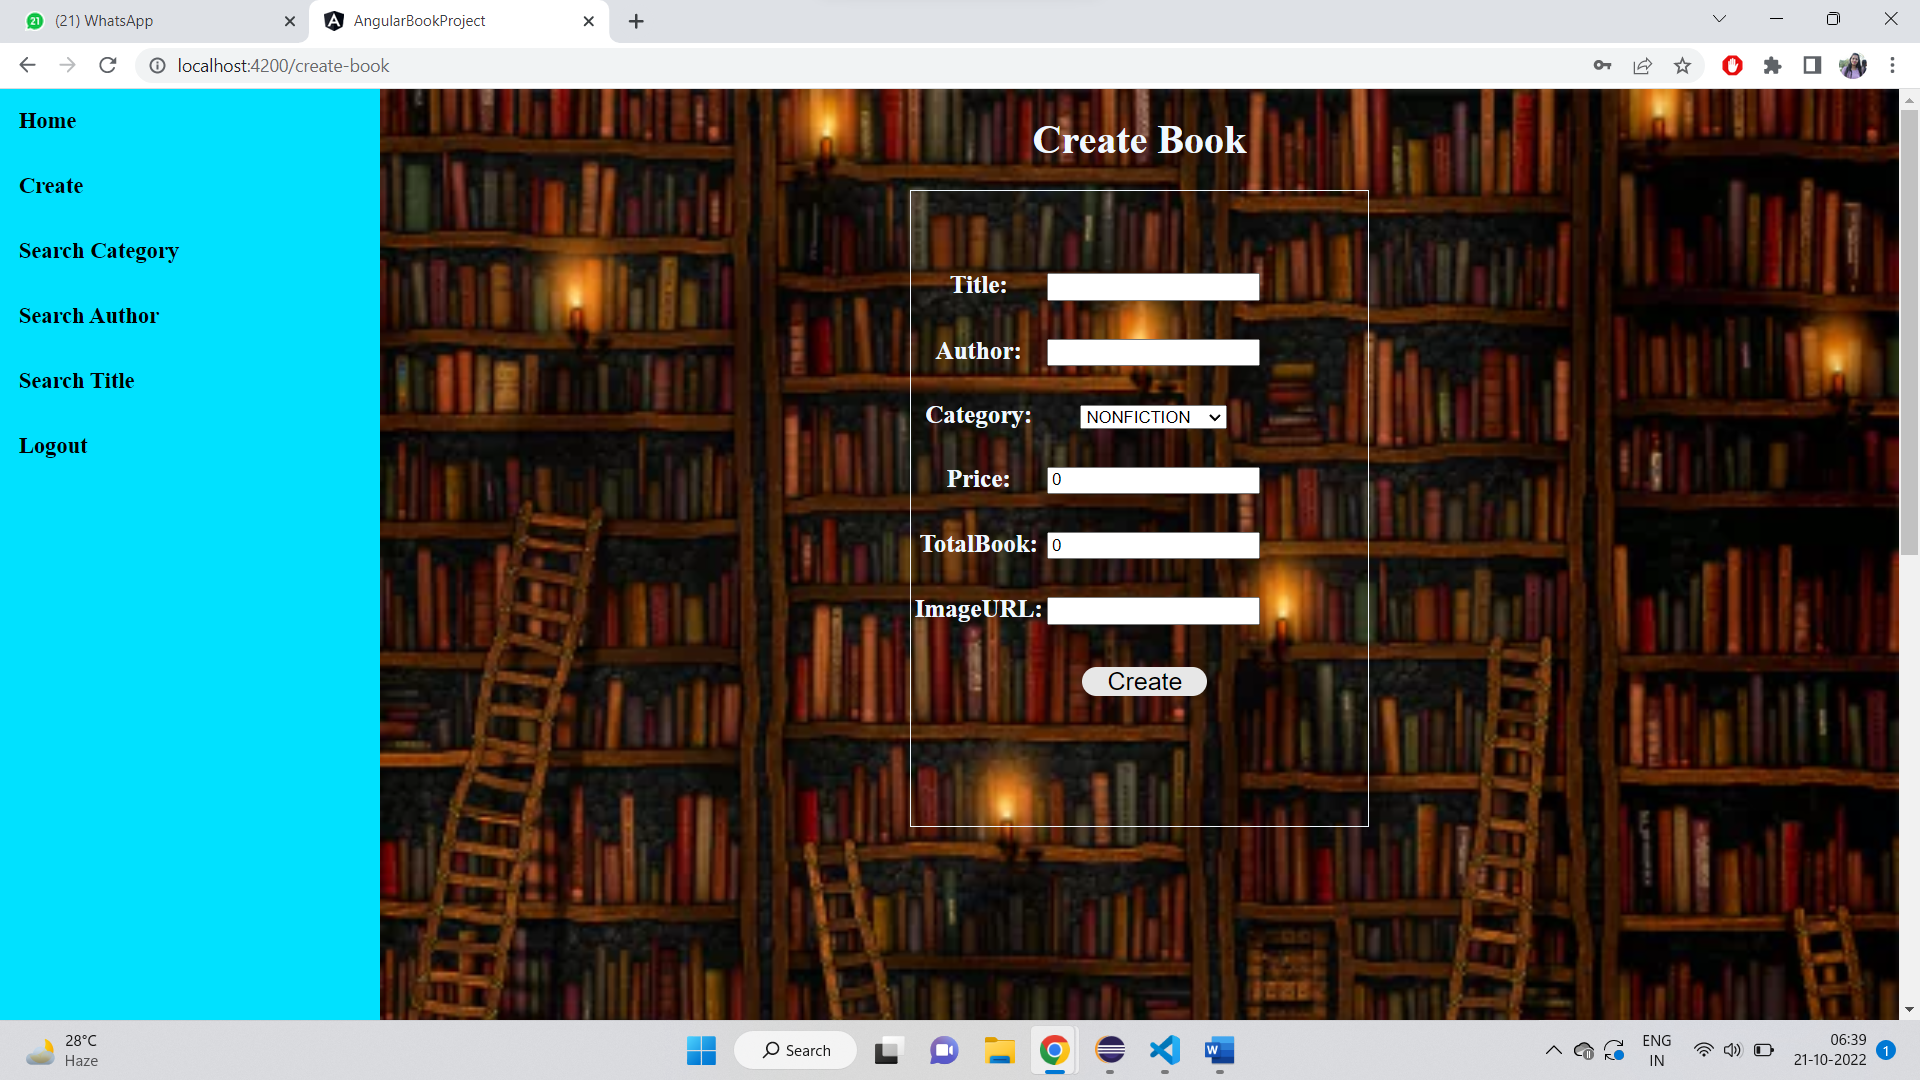 21 (21) WhatsApp
AngularBookProject
localhost:4200/create-book
Home
Create
Search Category
Search Author
Search Title
Logout
Create Book
Title:
Author:
Category: NONFICTION
Price: 0
TotalBook: 0
ImageURL:
Create
28°C
Haze
Search
ENG
IN
06:39
21-10-2022
1